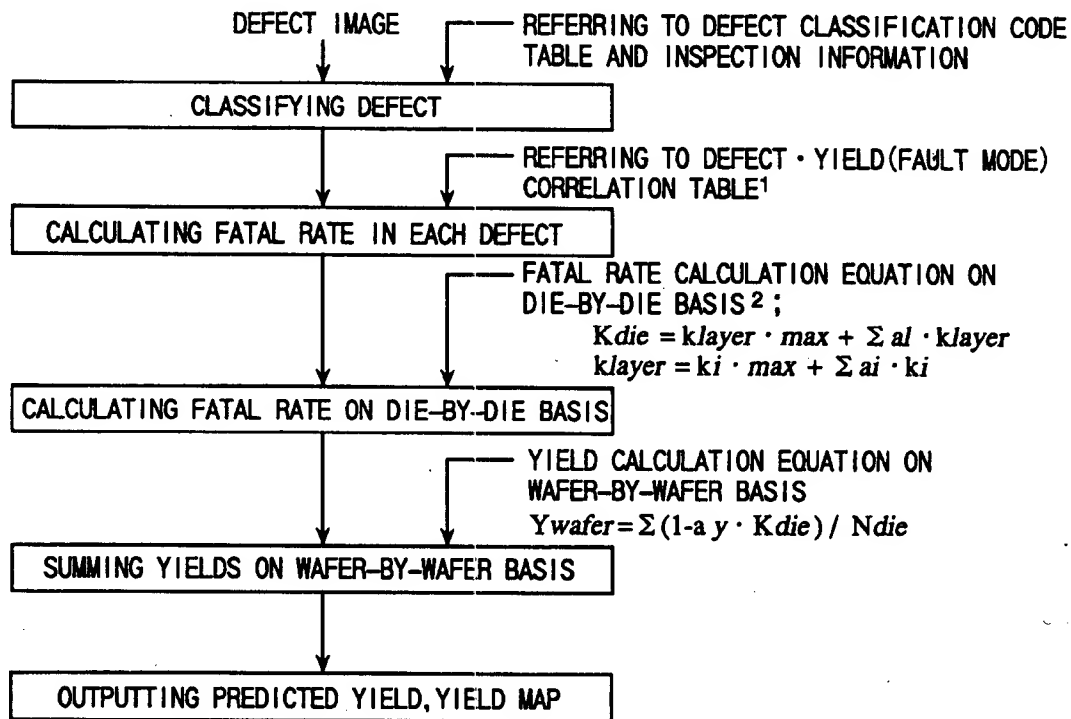 DEFECT IMAGE
REFERRING TO DEFECT CLASSIFICATION CODE
TABLE AND INSPECTION INFORMATION
CLASSIFYING DEFECT
REFERRING TO DEFECT · YIELD(FAULT MODE)
CORRELATION TABLE¹
CALCULATING FATAL RATE IN EACH DEFECT
FATAL RATE CALCULATION EQUATION ON
DIE-BY-DIE BASIS²;
Kdie = klayer · max + Σ al · klayer
klayer = ki · max + Σ ai · ki
CALCULATING FATAL RATE ON DIE-BY-DIE BASIS
YIELD CALCULATION EQUATION ON
WAFER-BY-WAFER BASIS
Ywafer=Σ(1-a y · Kdie) / Ndie
SUMMING YIELDS ON WAFER-BY-WAFER BASIS
OUTPUTTING PREDICTED YIELD, YIELD MAP